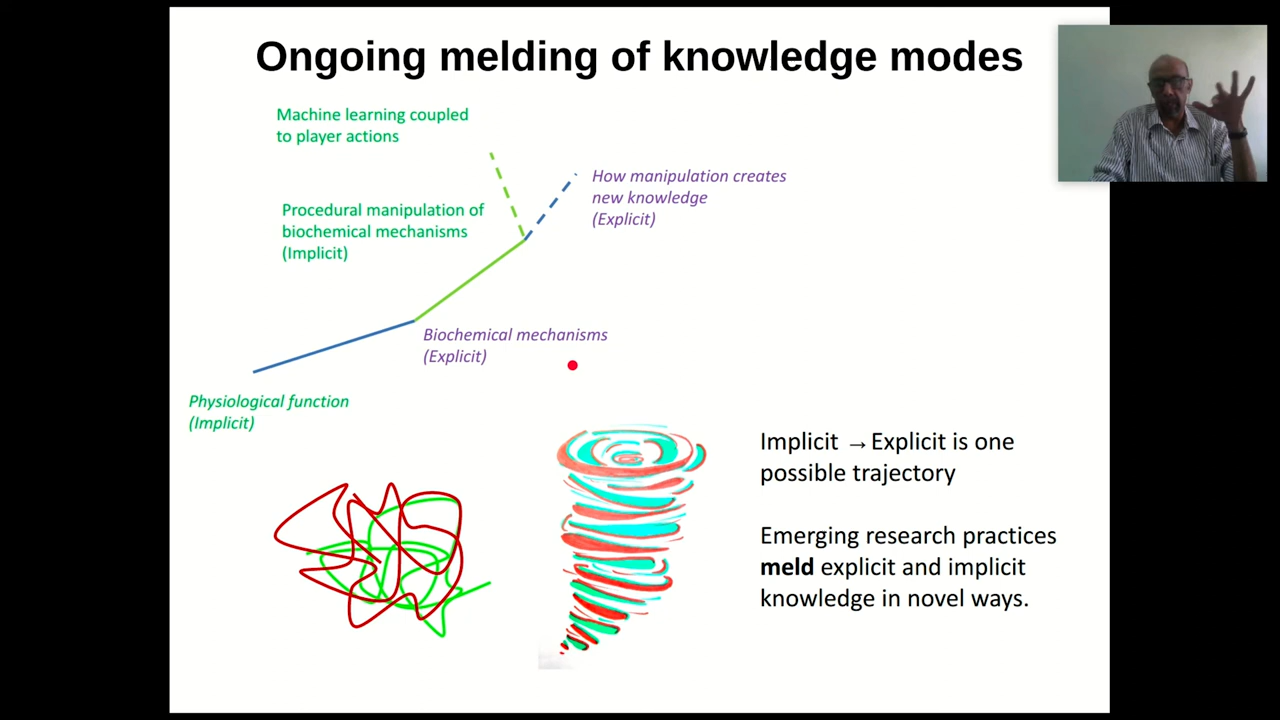 Ongoing melding of knowledge modes
Machine learning coupled
to player actions
How manipulation creates
new knowledge
(Explicit)
Procedural manipulation of
biochemical mechanisms
(Implicit)
Biochemical mechanisms
(Explicit)
Physiological function
(Implicit)
Implicit → Explicit is one
possible trajectory
Emerging research practices
meld explicit and implicit
knowledge in novel ways.